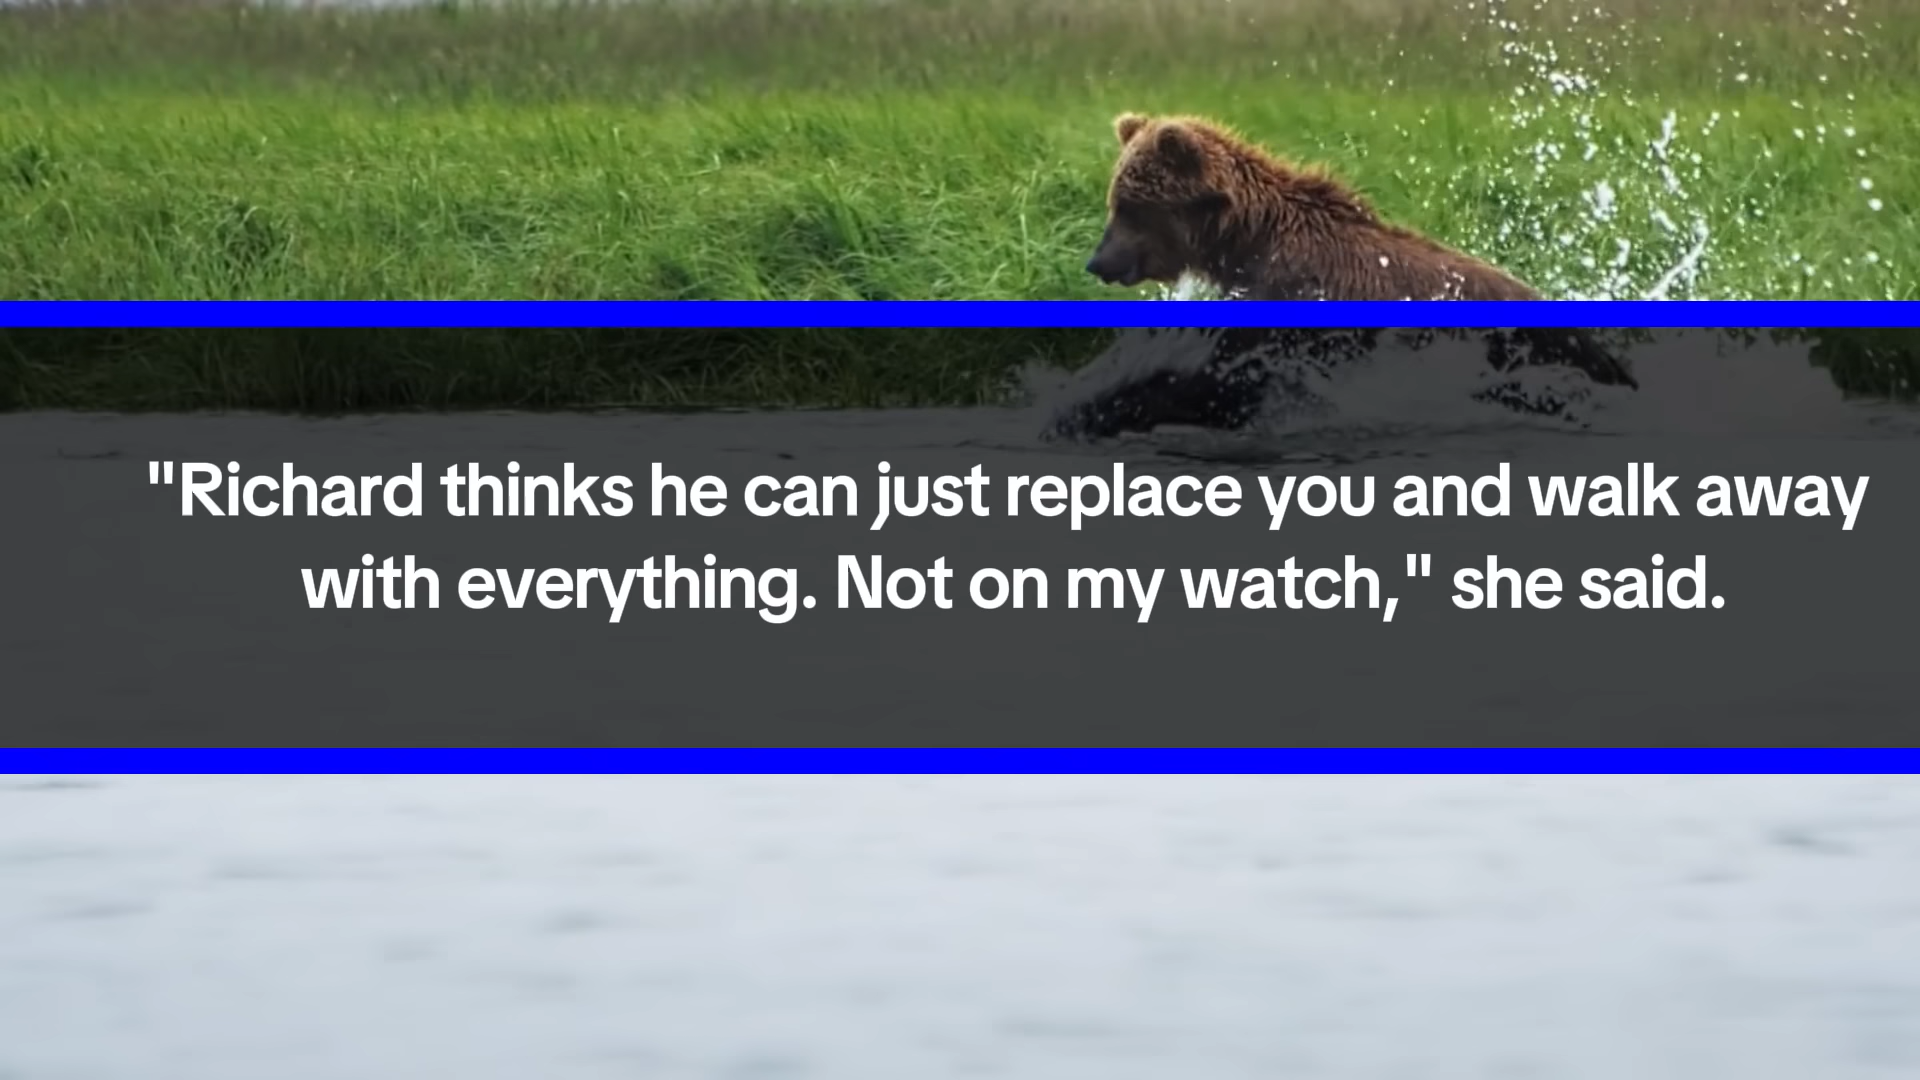 "Richard thinks he can just replace you and walk away
with everything. Not on my watch," she said.